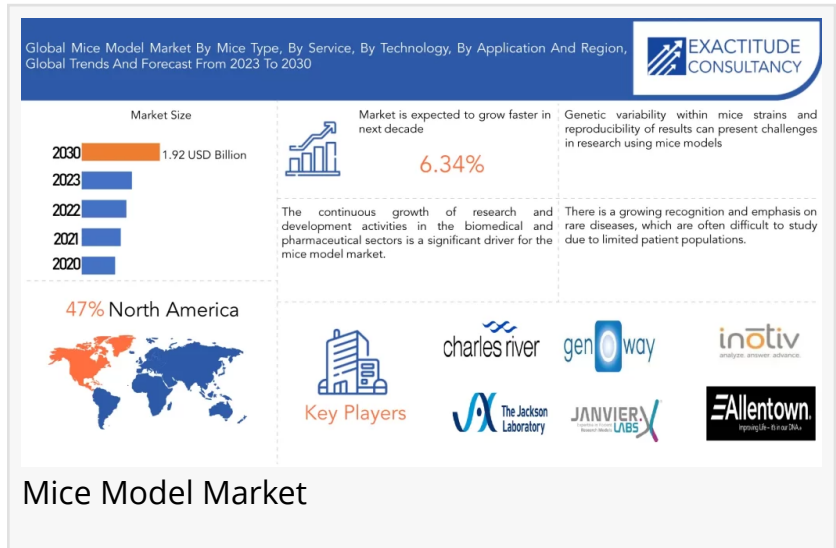 Global Mice Model Market By Mice Type, By Service, By Technology, By Application And Region,
Global Trends And Forecast From 2023 To 2030
EXACTITUDE
CONSULTANCY
Market Size
2030
1.92 USD Billion
2023
2022
2021
2020
Market is expected to grow faster in
next decade
6.34%
Genetic variability within mice strains and
reproducibility of results can present challenges
in research using mice models
The continuous growth of research and
development activities in the biomedical and
pharmaceutical sectors is a significant driver for the
mice model market.
There is a growing recognition and emphasis on
rare diseases, which are often difficult to study
due to limited patient populations.
47% North America
Key Players
charles river
genOway
inotiv
analyze. answer advance.
The Jackson
Laboratory
JANVIER
LABS
Allentown
Improving Life – It's in our DNA.
Mice Model Market